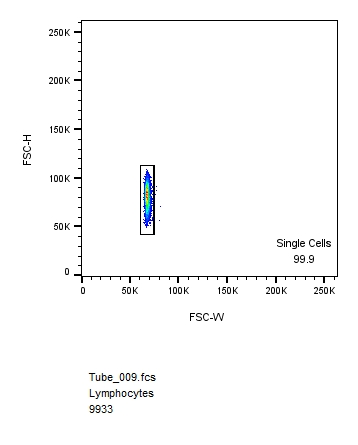 250K
200K
FSC-H
150K
100K
50K
0
Single Cells
99.9
0 50K 100K 150K 200K 250K
FSC-W
Tube_009.fcs
Lymphocytes
9933